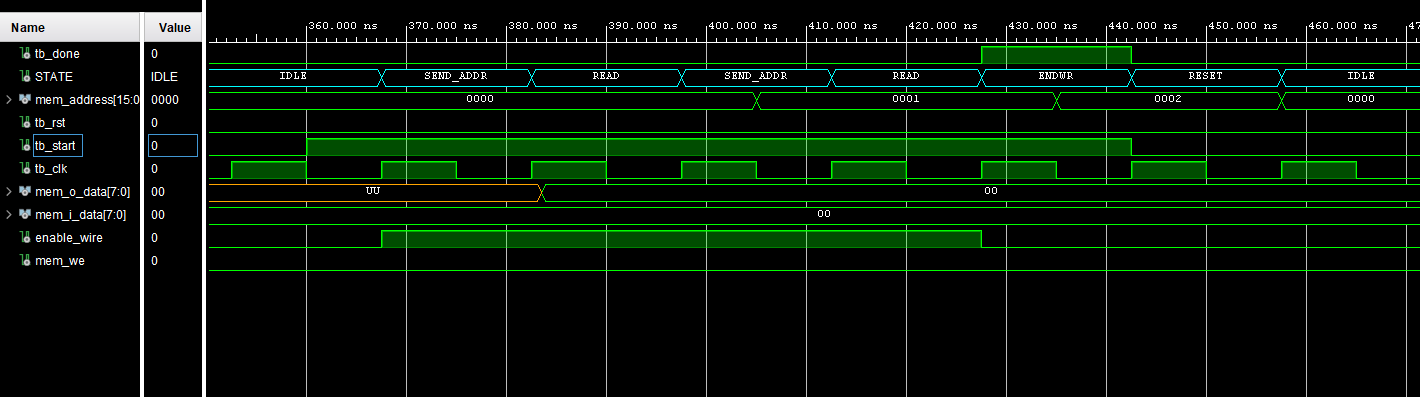 Name Value
360.000 ns 370.000 ns 380.000 ns 390.000 ns 400.000 ns 410.000 ns 420.000 ns 430.000 ns 440.000 ns 450.000 ns 460.000 ns
tb_done 0
STATE IDLE IDLE SEND_ADDR READ SEND_ADDR READ ENDWR RESET IDLE
mem_address[15:0 0000 0000 0001 0002 0000
tb_rst 0
tb_start 0
tb_clk 0
mem_o_data[7:0] 00 UU 00
mem_i_data[7:0] 00 00
enable_wire 0
mem_we 0